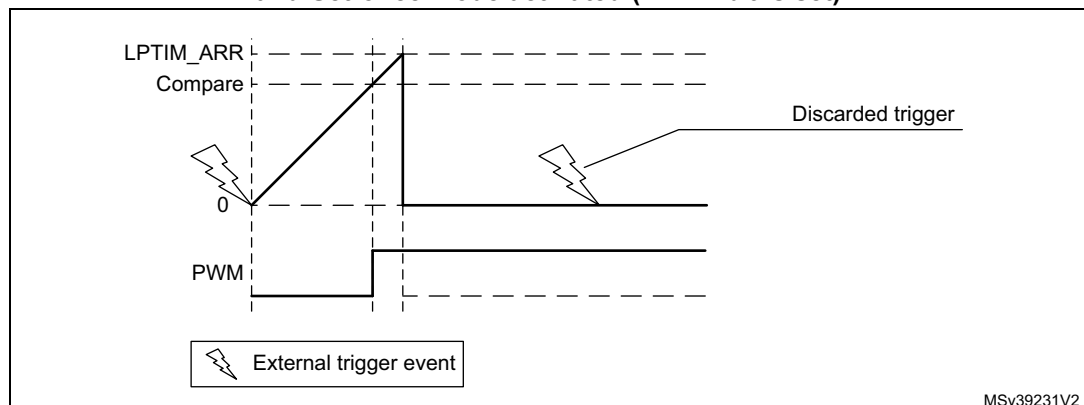 LPTIM_ARR
Compare
Discarded trigger
0
PWM
External trigger event
MSv39231V2